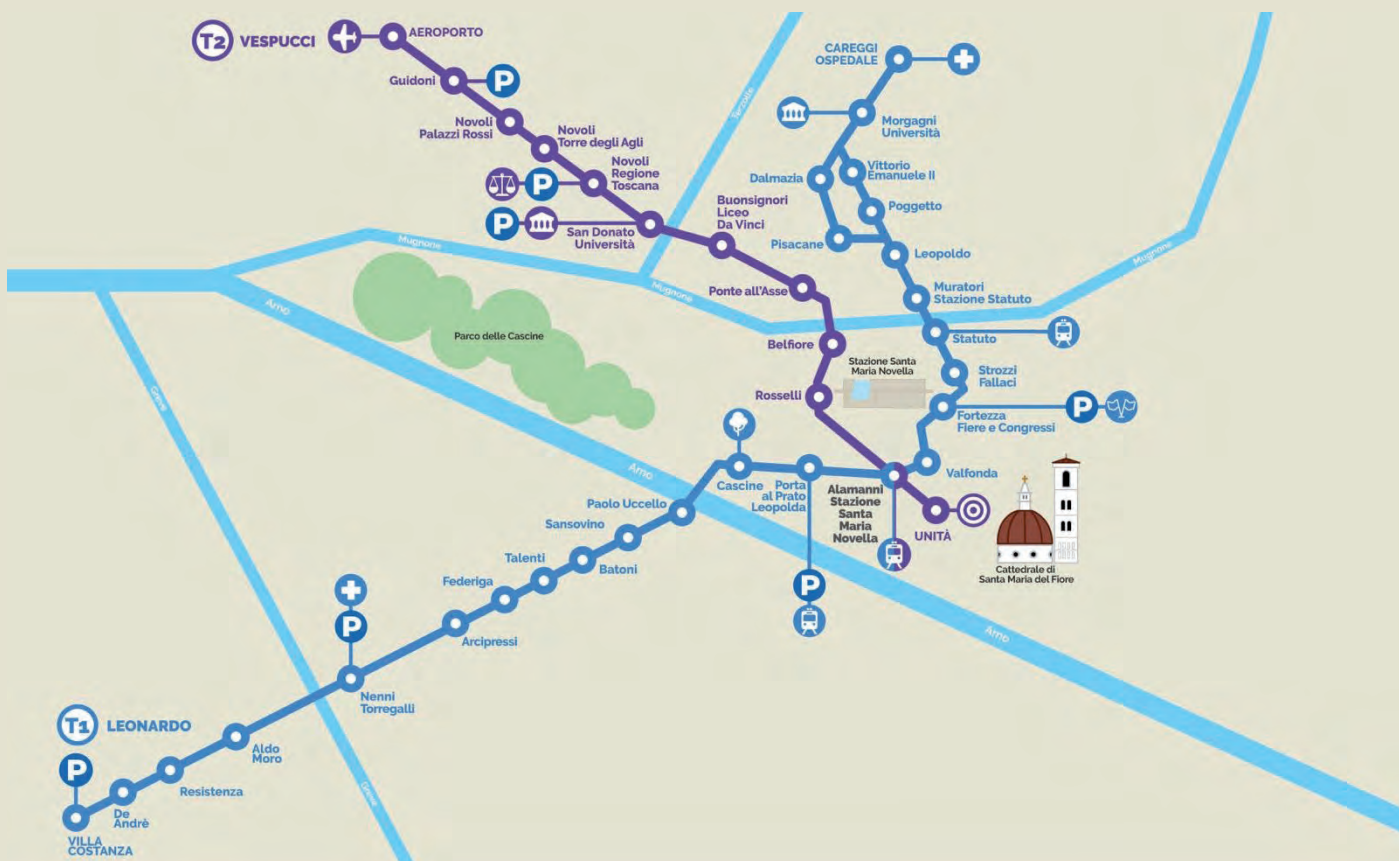 T2 VESPUCCI
AEROPORTO
Guidoni
P
Novoli
Palazzi Rossi
Novoli
Torre degli Agli
Novoli
Regione
Toscana
P
P
San Donato
Università
Buonsignori
Liceo
Da Vinci
Ponte all'Asse
Belfiore
Rosselli
UNITÀ
CAREGGI
OSPEDALE
Morgagni
Università
Dalmazia
Vittorio
Emanuele II
Poggetto
Pisacane
Leopoldo
Muratori
Stazione Statuto
Statuto
Strozzi
Fallaci
Fortezza
Fiere e Congressi
P
Valfonda
Alamanni
Stazione
Santa
Maria
Novella
Porta
al Prato
Leopolda
P
Cascine
Paolo Uccello
Sansovino
Batoni
Talenti
Federiga
Arcipressi
P
Nenni
Torregalli
Aldo
Moro
Resistenza
De
Andrè
P
VILLA
COSTANZA
T1 LEONARDO
Terzolle
Mugnone
Mugnone
Mugnone
Arno
Arno
Arno
Greve
Greve
Parco delle Cascine
Stazione Santa
Maria Novella
Cattedrale di
Santa Maria del Fiore